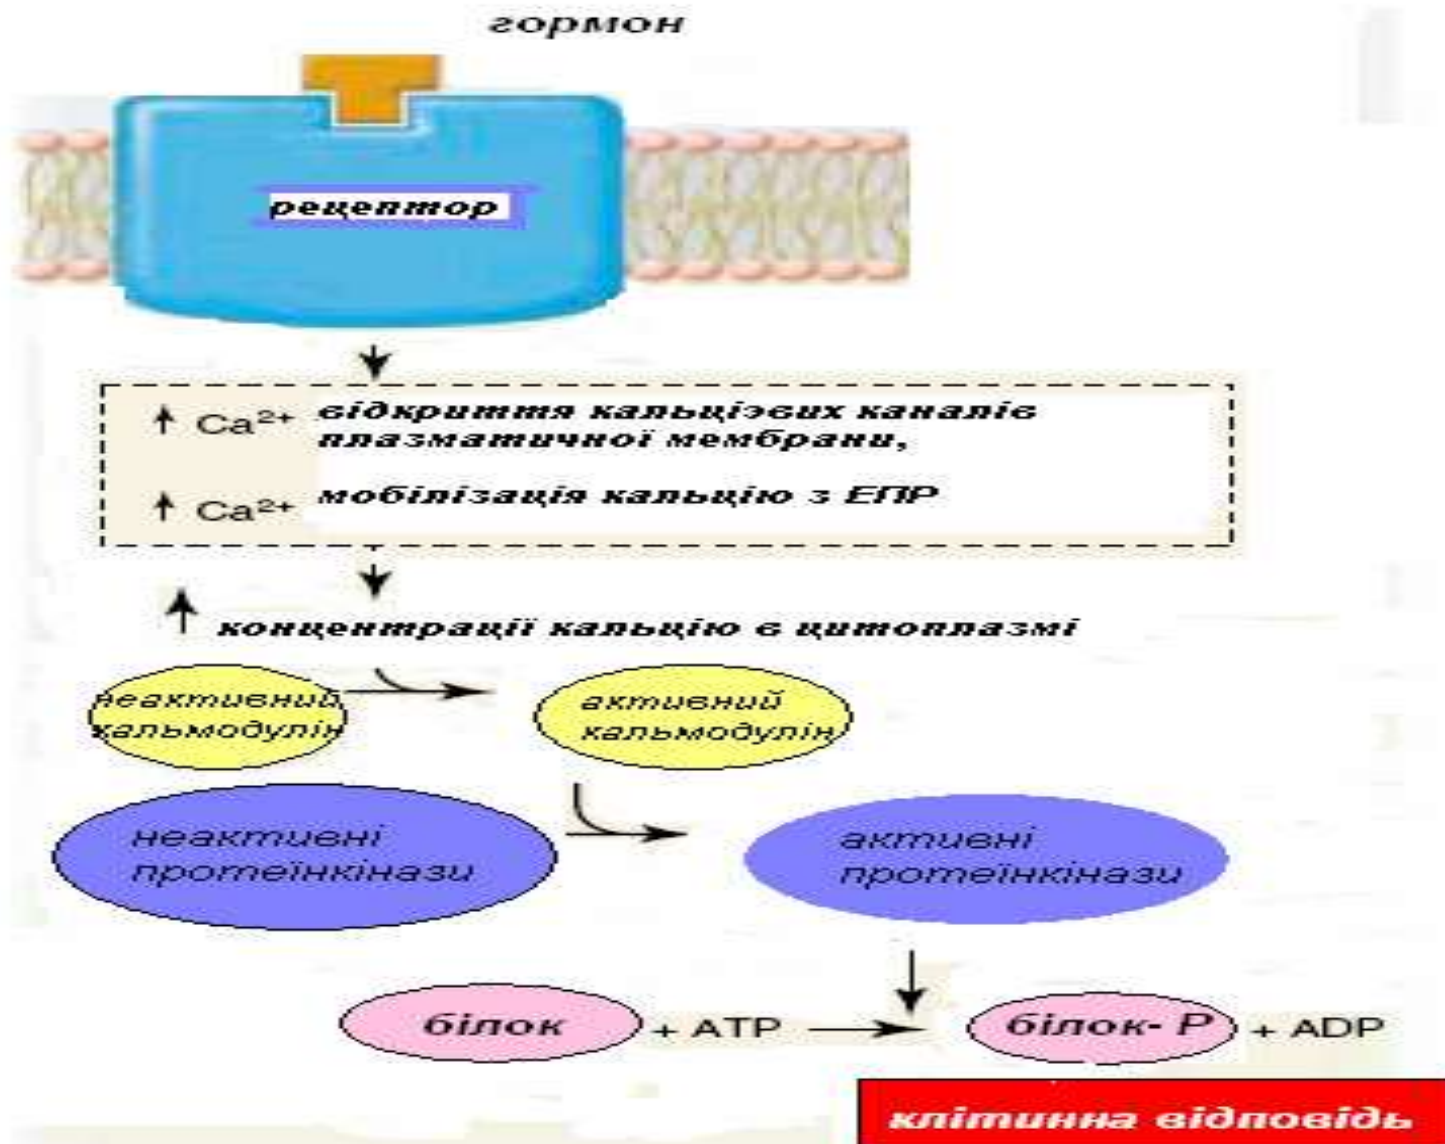 гормон
рецептор
↑ Ca²⁺ відкриття кальцієвих каналів
плазматичної мембрани,
↑ Ca²⁺ мобілізація кальцію з ЕПР
↑ концентрації кальцію в цитоплазмі
неактивний
кальмодулін
активний
кальмодулін
неактивні
протеїнкінази
активні
протеїнкінази
білок + ATP → білок- P + ADP
клітинна відповідь